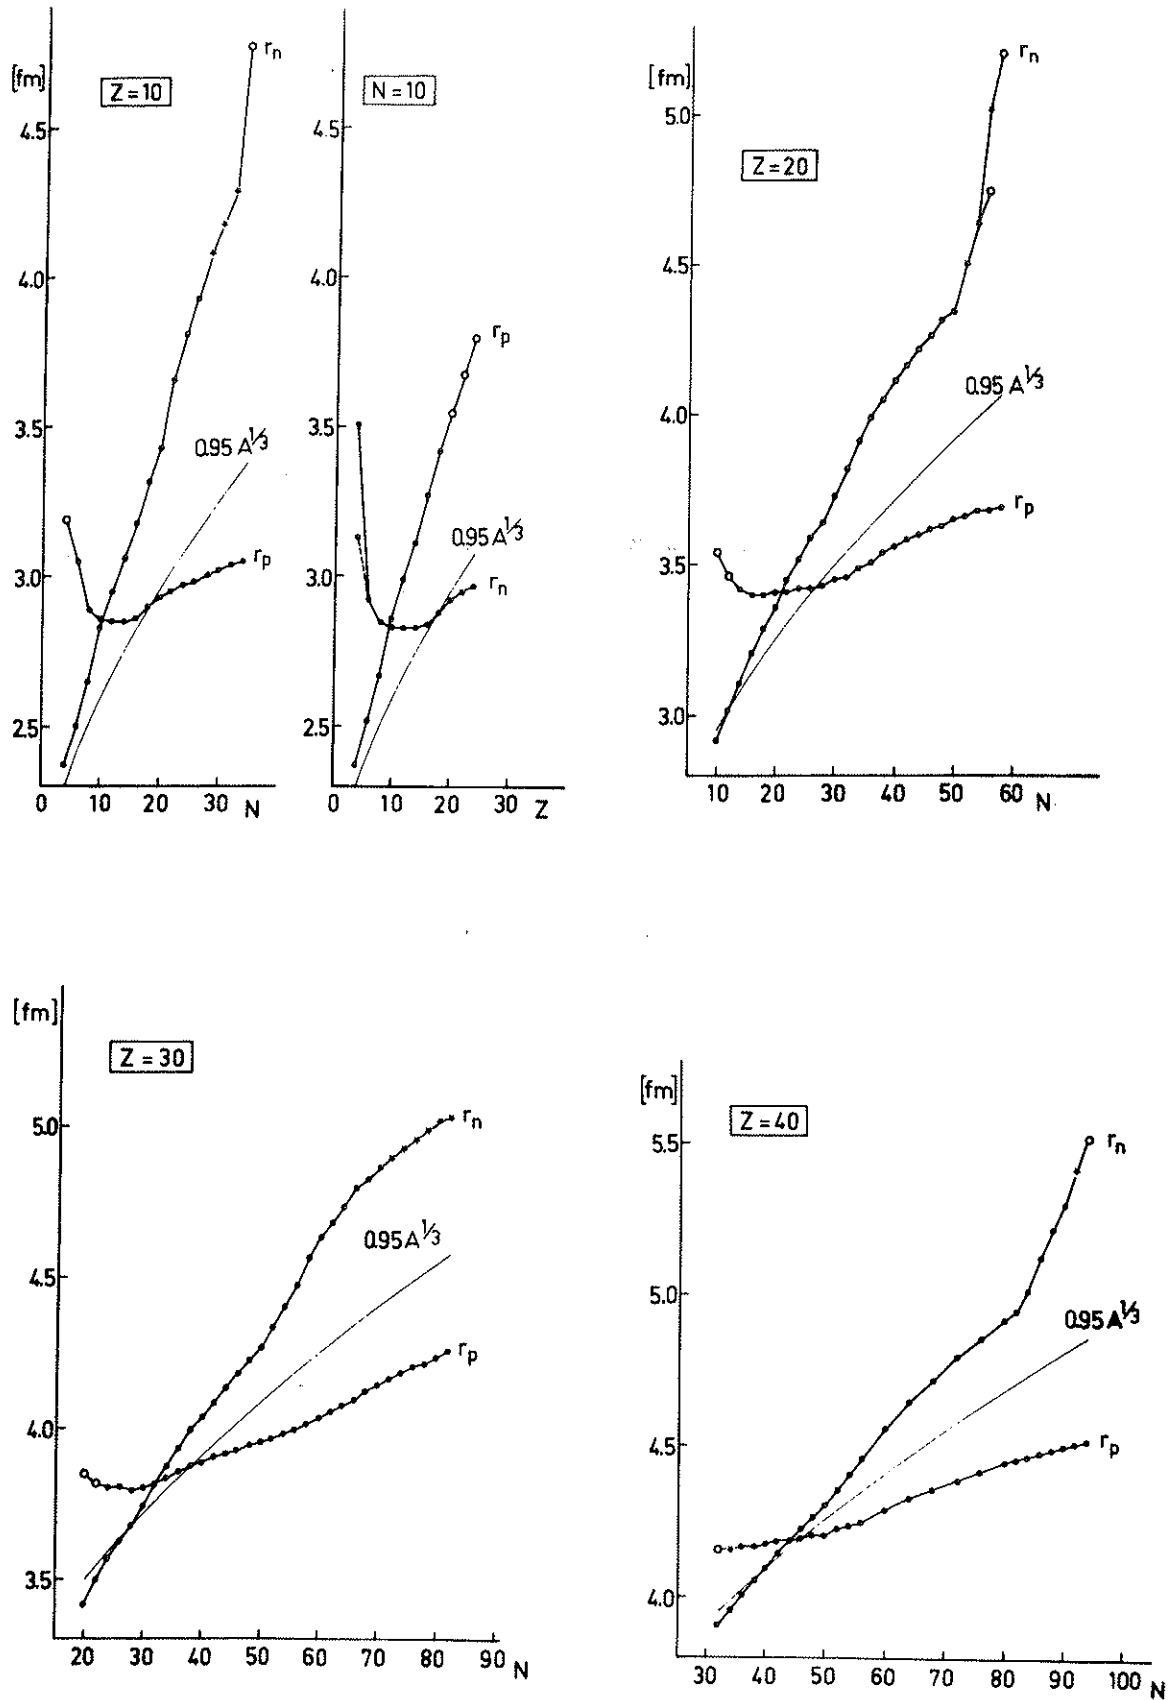 [fm]
Z=10
r_n
4.5
4.0
3.5
3.0
2.5
0.95 A^1/3
r_p
0 10 20 30 N
N=10
4.5
4.0
3.5
3.0
2.5
r_p
0.95 A^1/3
r_n
0 10 20 30 Z
[fm]
Z=20
r_n
5.0
4.5
4.0
3.5
3.0
0.95 A^1/3
r_p
10 20 30 40 50 60 N
[fm]
Z=30
r_n
5.0
4.5
4.0
3.5
0.95 A^1/3
r_p
20 30 40 50 60 70 80 90 N
[fm]
Z=40
r_n
5.5
5.0
4.5
4.0
0.95 A^1/3
r_p
30 40 50 60 70 80 90 100 N